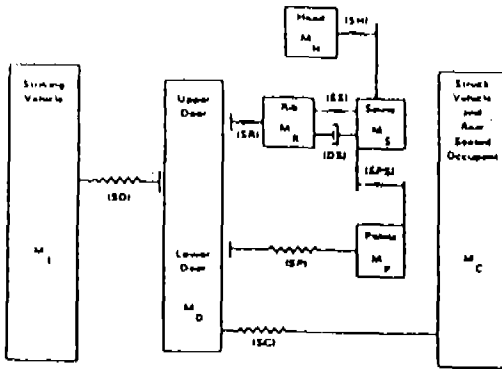 Head
M H
(SH)
Striking
Vehicle
Upper
Door
Rib
M R
(SR)
(SS)
(DS)
Spine
M S
Struck
Vehicle
and
Rear
Seated
Occupant
(SPS)
(SD)
Lower
Door
(SP)
Pelvis
M P
M 1
M D
M C
(SC)